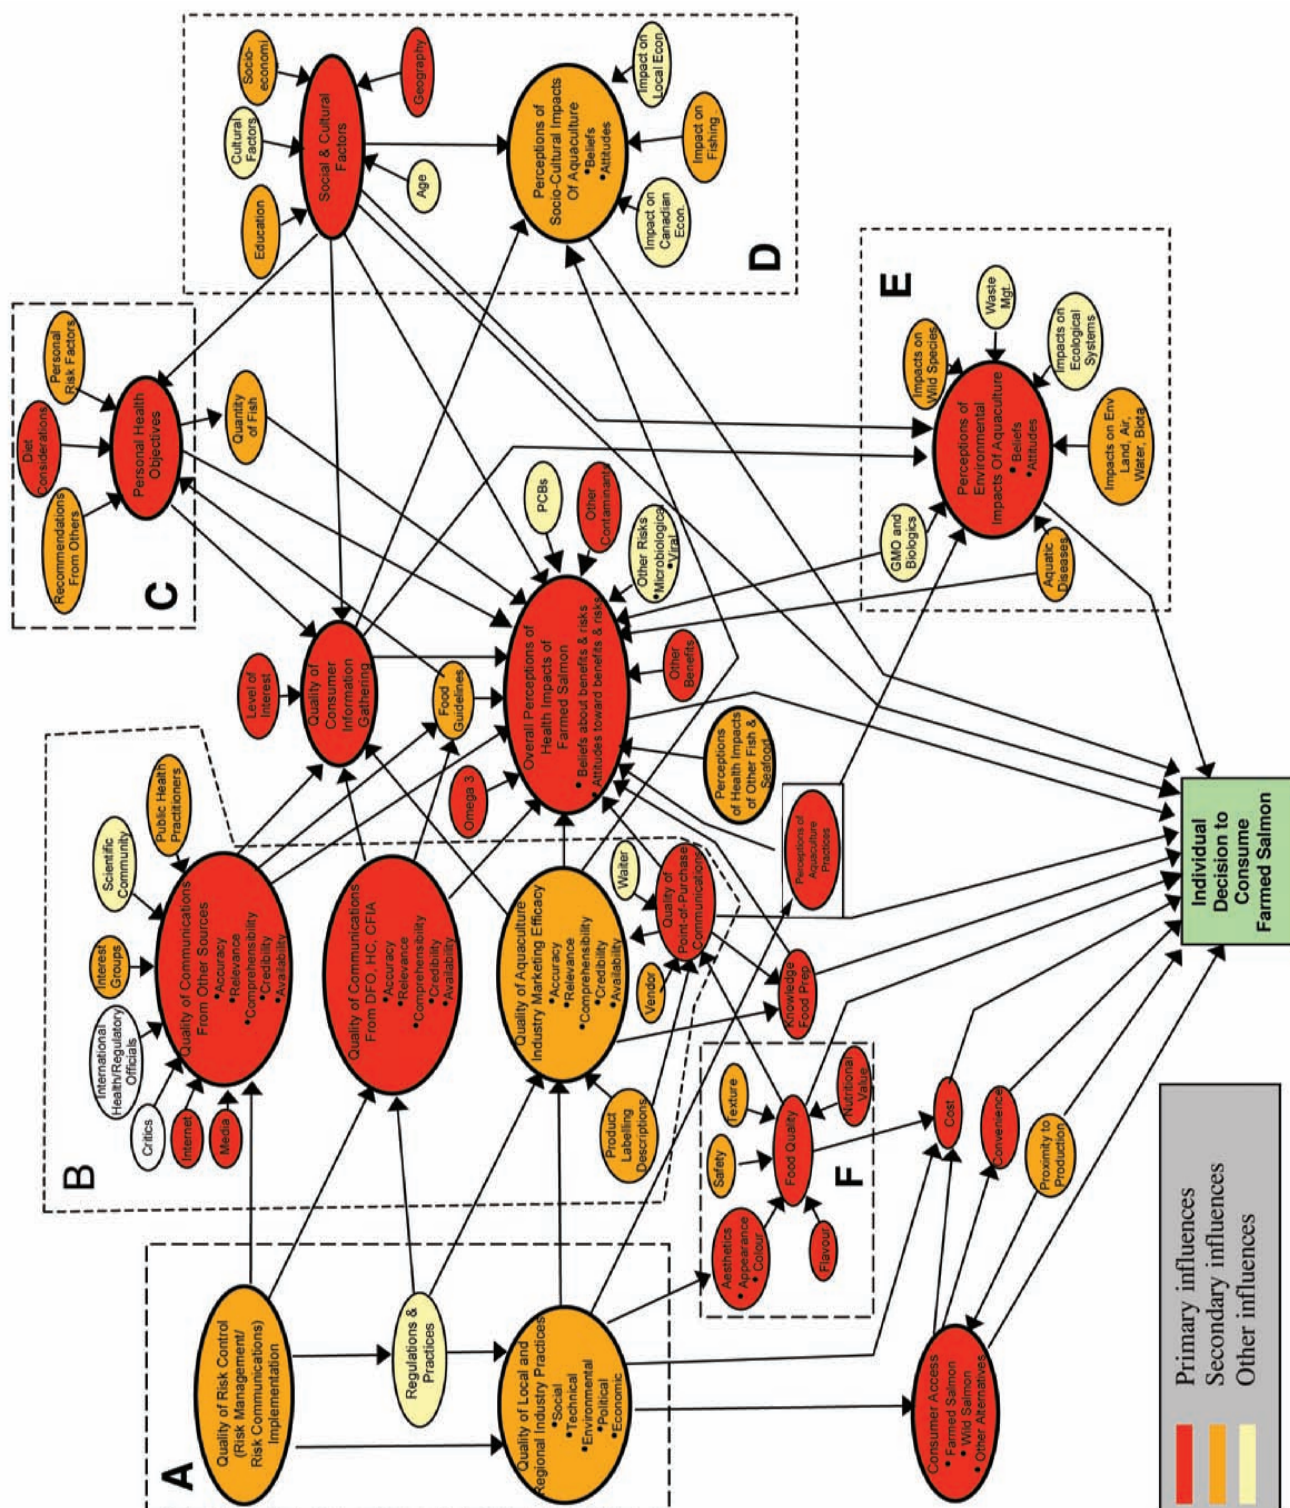 A
Quality of Risk Control
(Risk Management/
Risk Communications)
Implementation
Regulations &
Practices
Quality of Local and
Regional Industry Practices
•Social
•Technical
•Environmental
•Political
•Economic
B
Critics
International
Health/Regulatory
Officials
Interest
Groups
Scientific
Community
Public Health
Practitioners
Internet
Media
Quality of Communications
From Other Sources
•Accuracy
•Relevance
•Comprehensibility
•Credibility
•Availability
Quality of Communications
From DFO, HC, CFIA
•Accuracy
•Relevance
•Comprehensibility
•Credibility
•Availability
Quality of Aquaculture
Industry Marketing Efficacy
•Accuracy
•Relevance
•Comprehensibility
•Credibility
•Availability
Product
Labelling
Descriptions
Vendor
Waiter
Quality of
Point-of-Purchase
Communications
Knowledge
Food Prep
C
Recommendations
From Others
Diet
Considerations
Personal
Risk Factors
Personal Health
Objectives
Quantity
of Fish
Level of
Interest
Quality of
Consumer
Information
Gathering
Food
Guidelines
Omega 3
Overall Perceptions of
Health Impacts of
Farmed Salmon
• Beliefs about benefits & risks
• Attitudes toward benefits & risks
PCBs
Other
Contaminants
Other Risks
•Microbiological
•Viral
Other
Benefits
Perceptions
of Health Impacts
of Other Fish &
Seafood
Perceptions of
Aquaculture
Practices
D
Education
Cultural
Factors
Socio-
economi
Geography
Age
Social & Cultural
Factors
Perceptions of
Socio-Cultural Impacts
Of Aquaculture
•Beliefs
•Attitudes
Impact on
Canadian
Econ.
Impact on
Fishing
Impact on
Local Econ
E
GMO and
Biologics
Impacts on
Wild Species
Waste
Mgt.
Impacts on
Ecological
Systems
Impacts on Env
Land, Air,
Water, Biota
Aquatic
Diseases
Perceptions of
Environmental
Impacts Of Aquaculture
• Beliefs
•Attitudes
F
Aesthetics
• Appearance
• Colour
Safety
Texture
Flavour
Nutritional
Value
Food Quality
Cost
Convenience
Proximity to
Production
Consumer Access
• Farmed Salmon
• Wild Salmon
• Other Alternatives
Individual
Decision to
Consume
Farmed Salmon
Primary influences
Secondary influences
Other influences